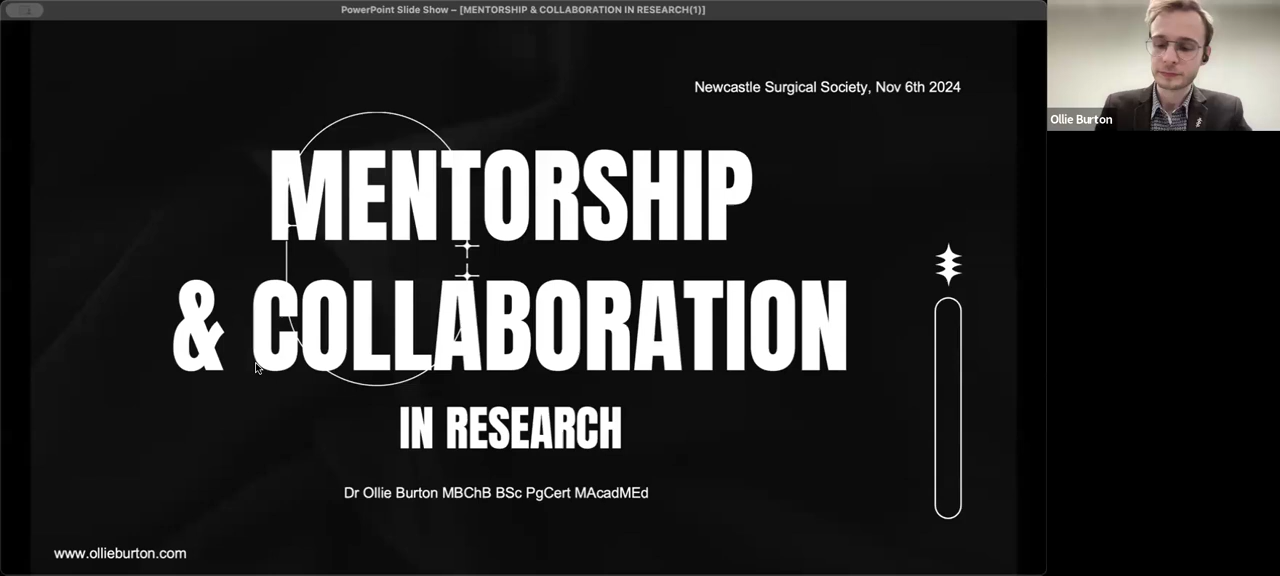 PowerPoint Slide Show – [MENTORSHIP & COLLABORATION IN RESEARCH(1)]
Newcastle Surgical Society, Nov 6th 2024
MENTORSHIP
& COLLABORATION
IN RESEARCH
Dr Ollie Burton MBChB BSc PgCert MAcadMEd
www.ollieburton.com
Ollie Burton